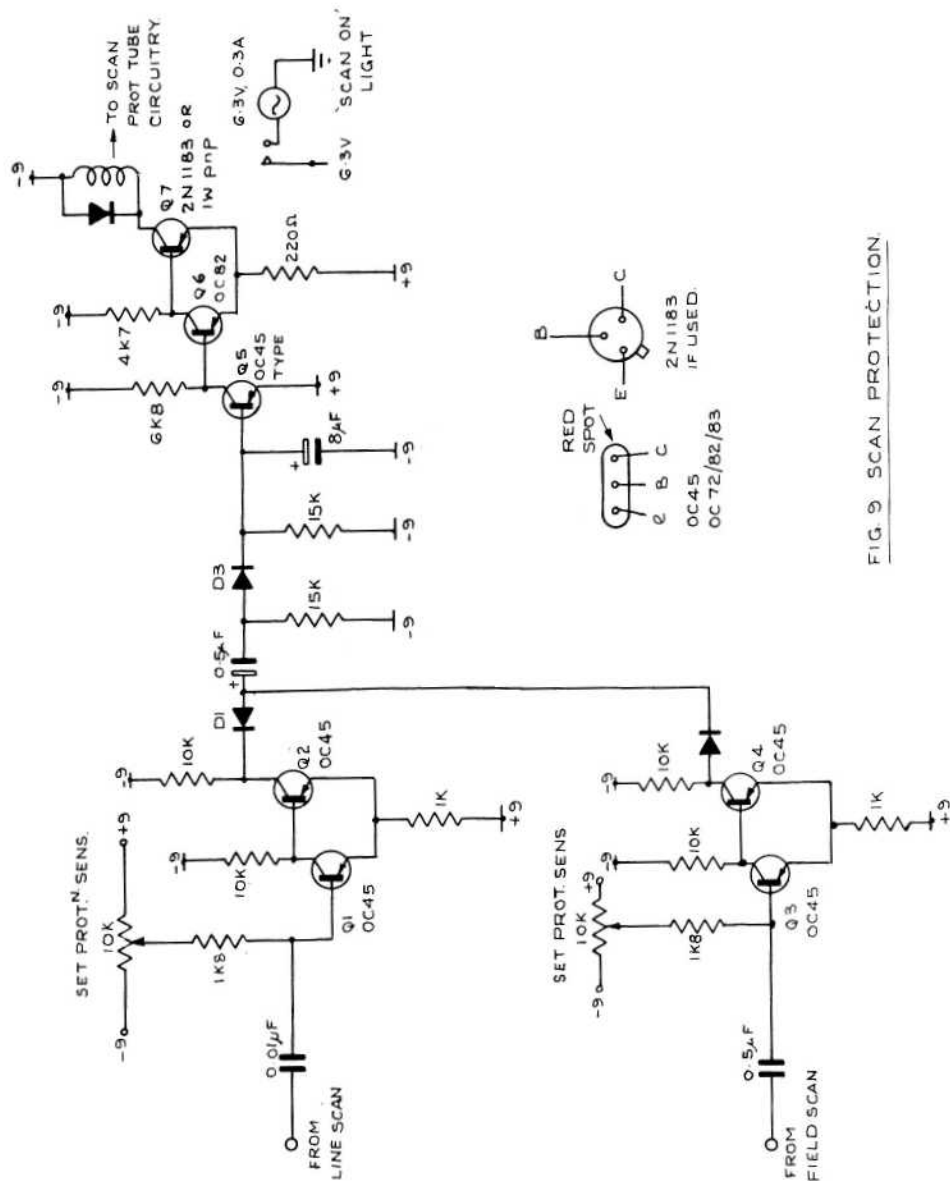 SET PROT.N. SENS.
-9
10K
+9
1K8
0.01µF
FROM
LINE SCAN
Q1
OC45
10K
-9
10K
-9
Q2
OC45
1K
+9
D1
0.5µF
+
15K
-9
D3
15K
-9
+
8µF
-9
6K8
-9
Q5
OC45
TYPE
+9
4K7
-9
Q6
OC82
220Ω
+9
Q7
2N1183 OR
1W PnP
-9
TO SCAN
PROT TUBE
CIRCUITRY.
6.3V, 0.3A
6.3V
'SCAN ON'
LIGHT
SET PROT. SENS
-9
10K
+9
1K8
0.5µF
FROM
FIELD SCAN
Q3
OC45
10K
-9
10K
-9
Q4
OC45
1K
+9
RED
SPOT
e
B
C
OC45
OC72/82/83
B
E
C
2N1183
IF USED.
FIG. 9 SCAN PROTECTION.